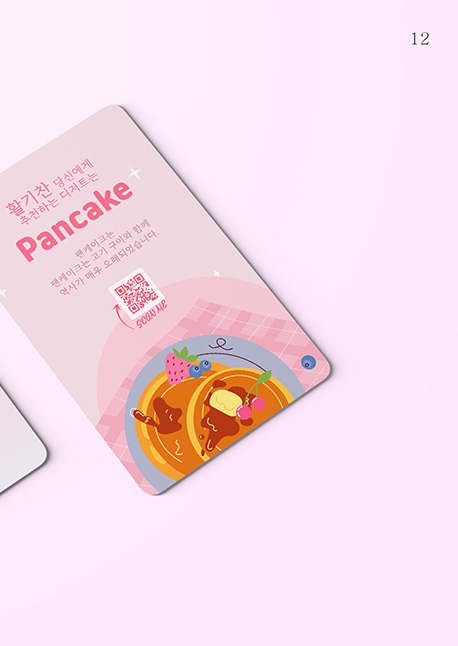 12
활기찬 당신에게
추천하는 디저트는
Pancake
팬케이크는
팬케이크는 고기 구이와 함께
역사가 매우 오래되었습니다.
SCAN ME